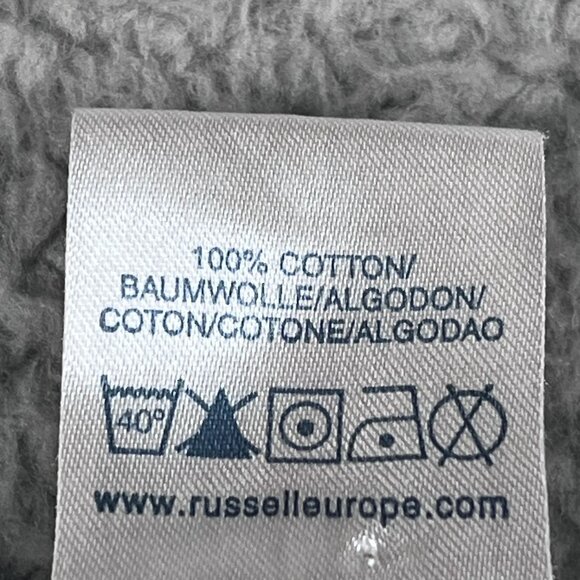 100% COTTON/
BAUMWOLLE/ALGODON/
COTON/COTONE/ALGODAO
40°
www.russelleurope.com